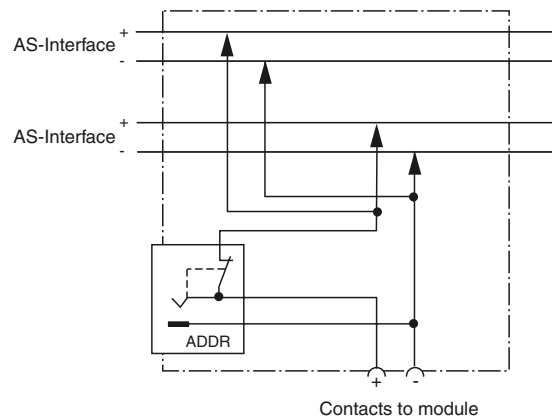 +
AS-Interface
-
+
AS-Interface
-
ADDR
+ -
Contacts to module